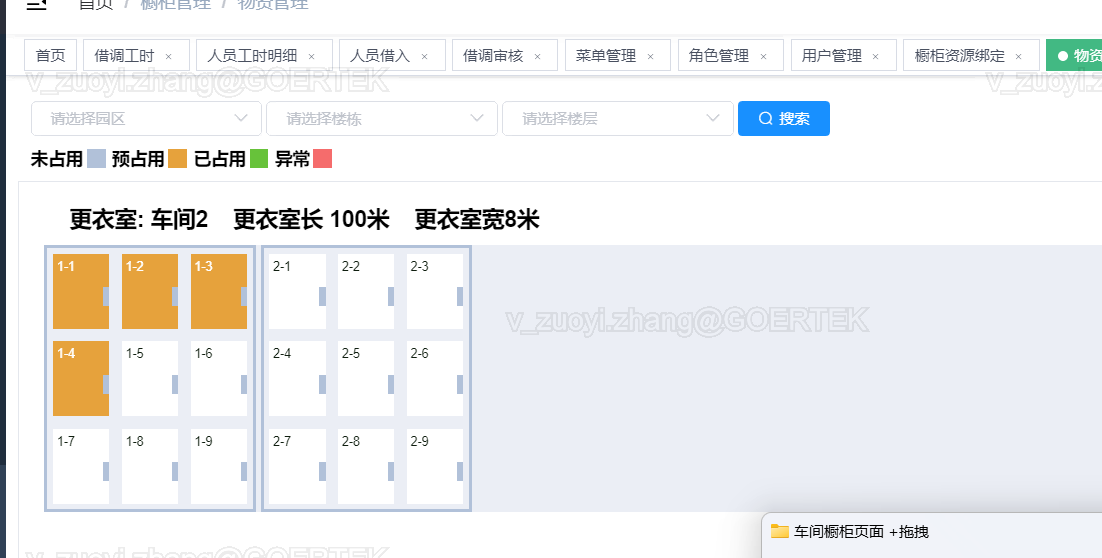 首页 / 橱柜管理 / 物资管理
首页 借调工时 × 人员工时明细 × 人员借入 × 借调审核 × 菜单管理 × 角色管理 × 用户管理 × 橱柜资源绑定 × 物资
v_zuoyi.zhang@GOERTEK v_zuoyi.z
请选择园区 请选择楼栋 请选择楼层 搜索
未占用 预占用 已占用 异常
更衣室: 车间2 更衣室长 100米 更衣室宽8米
1-1 1-2 1-3 2-1 2-2 2-3
v_zuoyi.zhang@GOERTEK
1-4 1-5 1-6 2-4 2-5 2-6
1-7 1-8 1-9 2-7 2-8 2-9
车间橱柜页面 +拖拽
v_zuoyi.zhang@GOERTEK